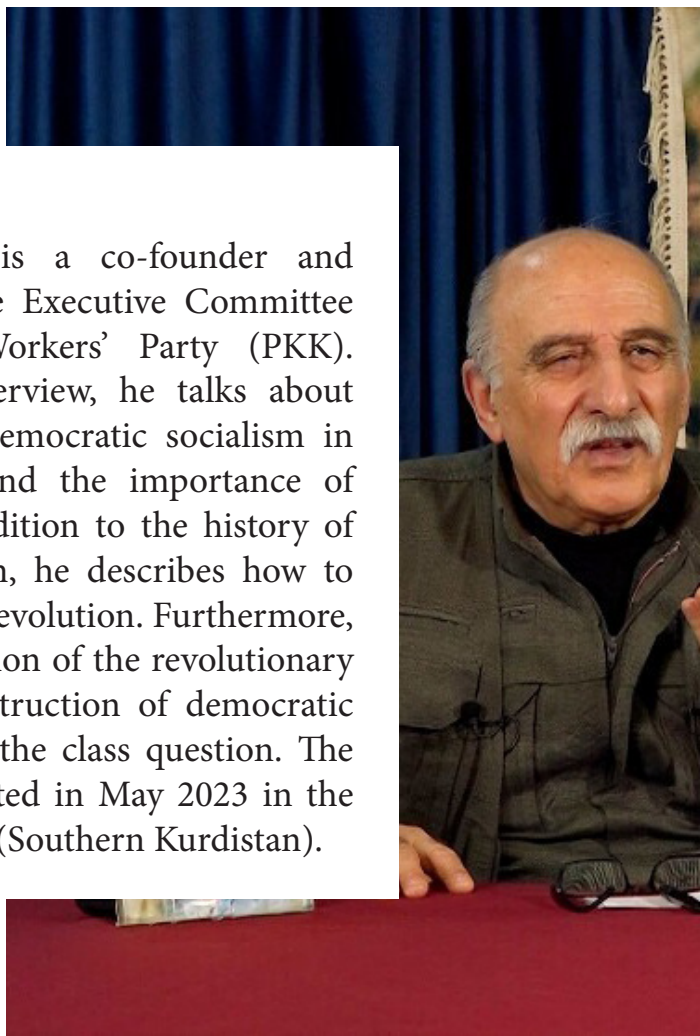 is a co-founder and
Executive Committee
Workers’ Party (PKK).
he talks about
socialism in
the importance of
to the history of
he describes how to
Furthermore,
of the revolutionary
of democratic
the class question. The
in May 2023 in the
(Southern Kurdistan).